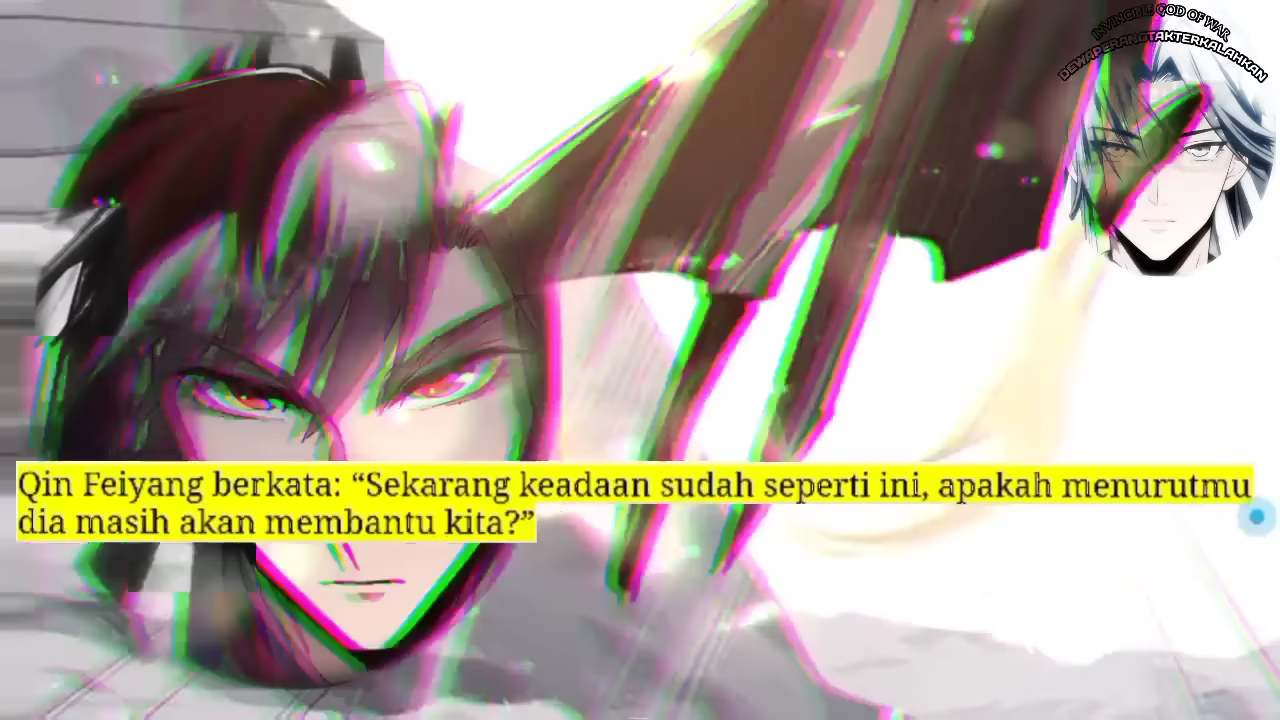 INVINCIBLE GOD OF WAR
DEWAPERANGTAKTERKALAHKAN
Qin Feiyang berkata: “Sekarang keadaan sudah seperti ini, apakah menurutmu
dia masih akan membantu kita?”